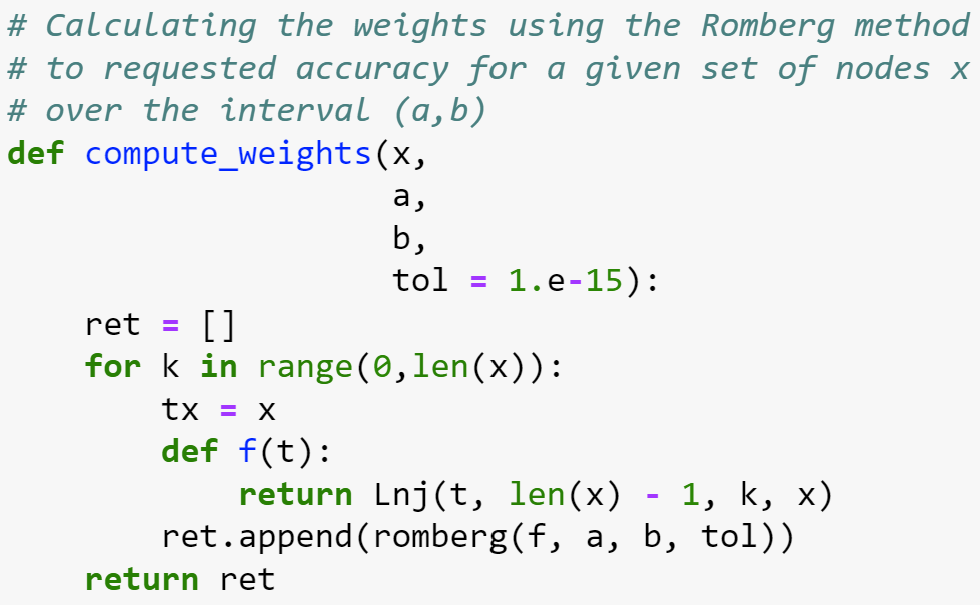 # Calculating the weights using the Romberg method
# to requested accuracy for a given set of nodes x
# over the interval (a,b)
def compute_weights(x,
                    a,
                    b,
                    tol = 1.e-15):
    ret = []
    for k in range(0,len(x)):
        tx = x
        def f(t):
            return Lnj(t, len(x) - 1, k, x)
        ret.append(romberg(f, a, b, tol))
    return ret